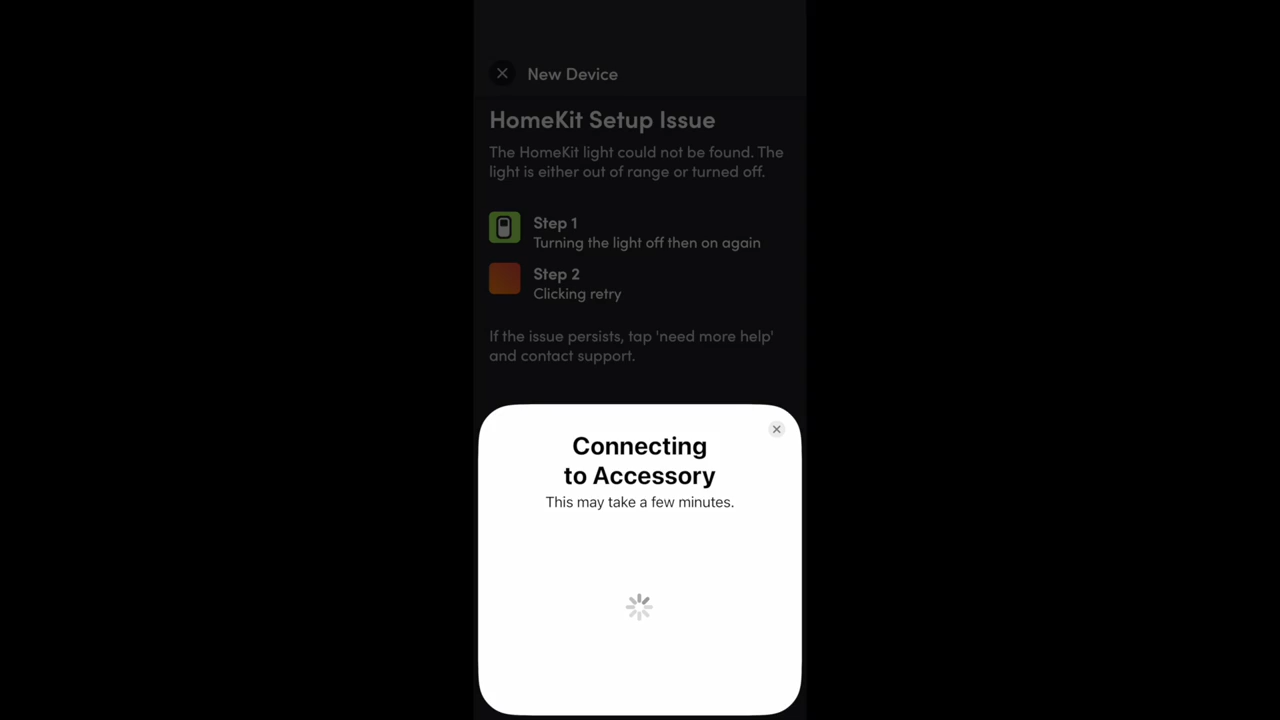 New Device
HomeKit Setup Issue
The HomeKit light could not be found. The
light is either out of range or turned off.
Step 1
Turning the light off then on again
Step 2
Clicking retry
If the issue persists, tap 'need more help'
and contact support.
Connecting
to Accessory
This may take a few minutes.